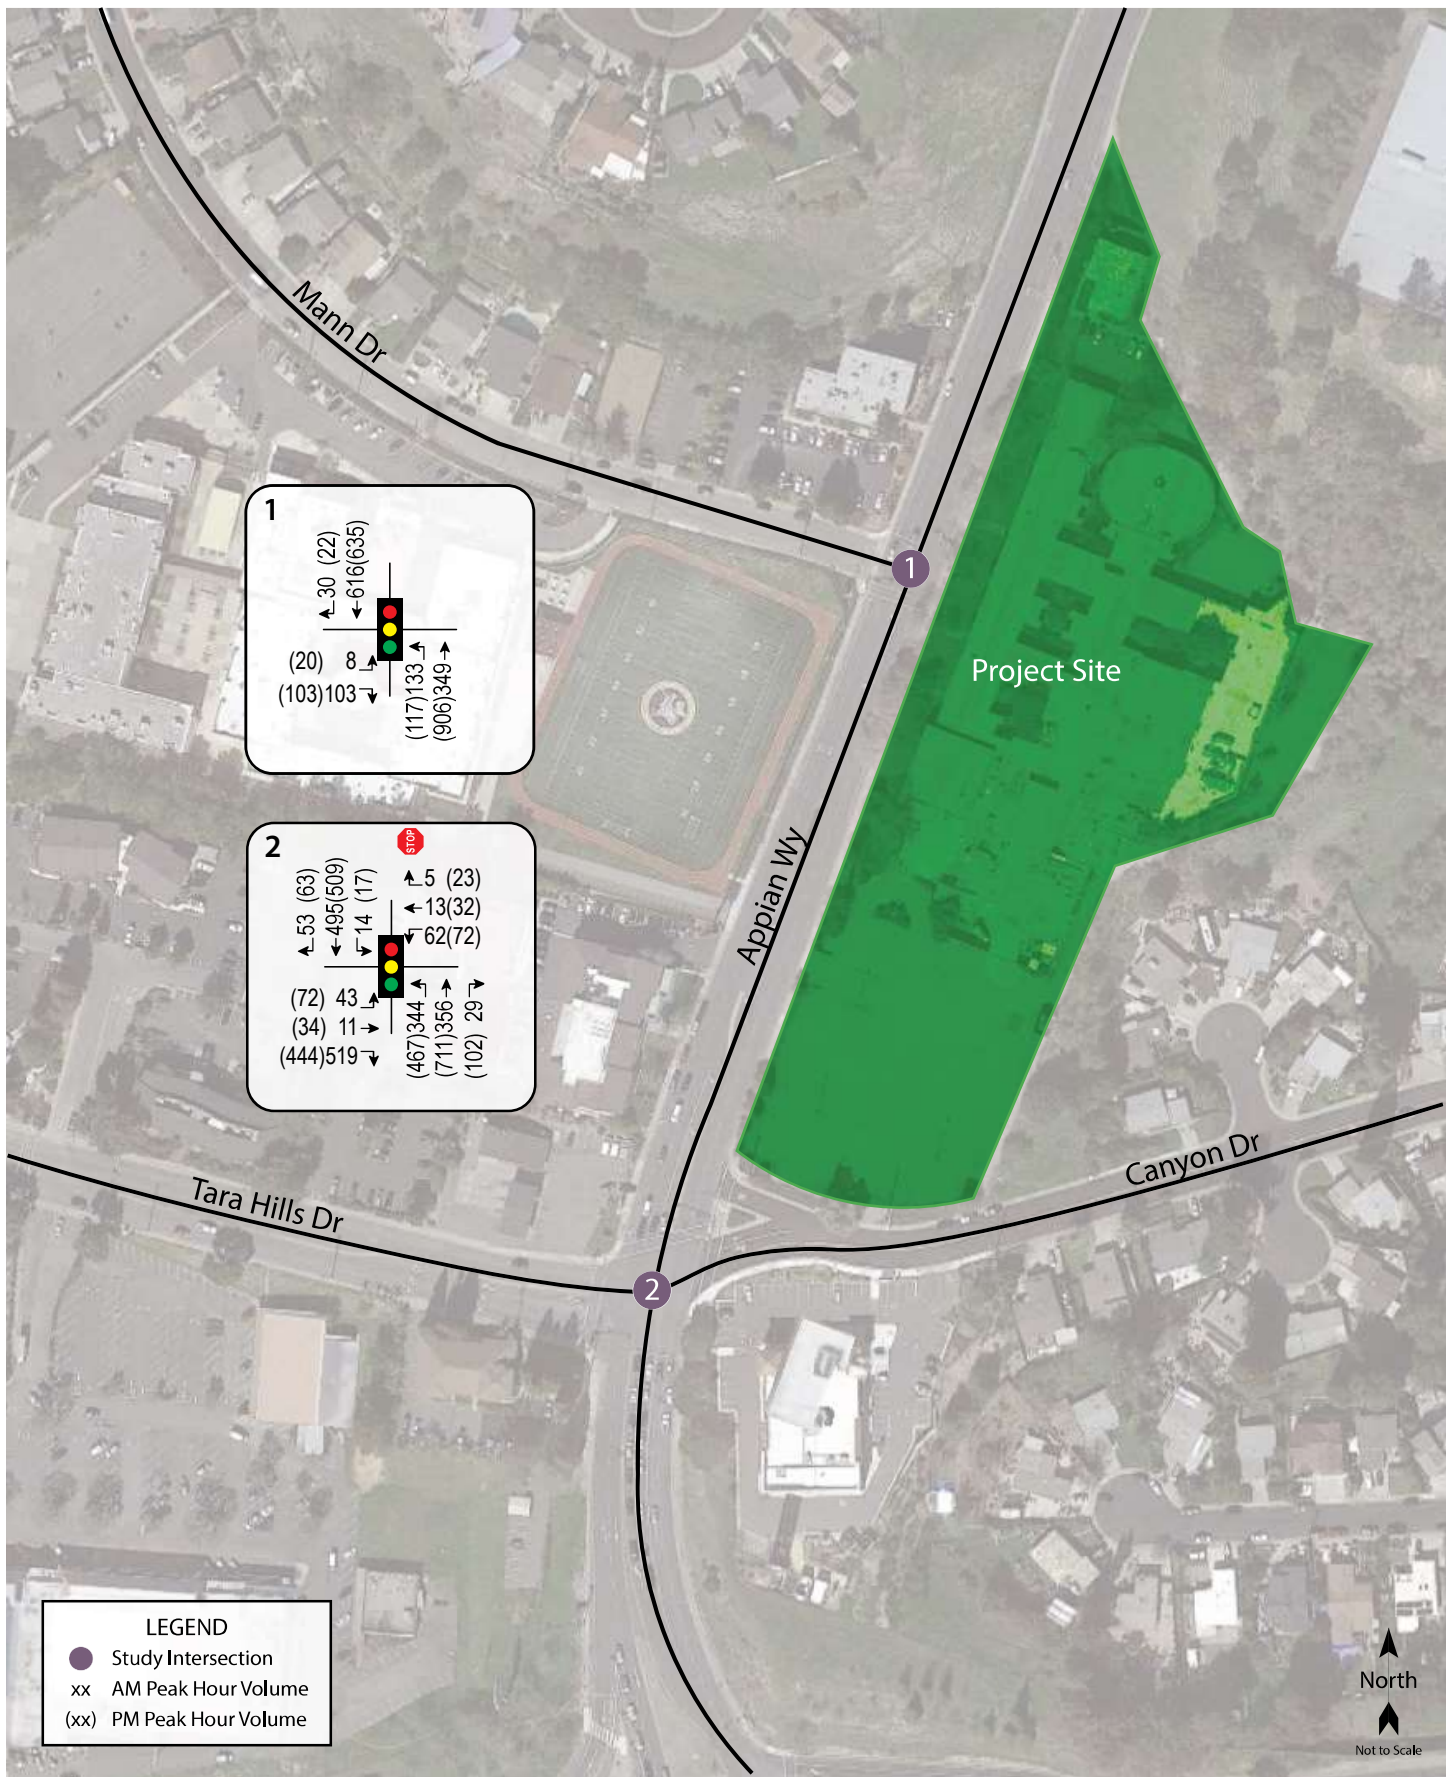 Mann Dr
1
30 (22)
616(635)
(20) 8
(103)103
(117)133
(906)349
1
Project Site
2
STOP
53 (63)
495(509)
14 (17)
5 (23)
13(32)
62(72)
(72) 43
(34) 11
(444)519
(467)344
(711)356
(102) 29
Appian Wy
Canyon Dr
Tara Hills Dr
2
LEGEND
Study Intersection
xx AM Peak Hour Volume
(xx) PM Peak Hour Volume
North
Not to Scale